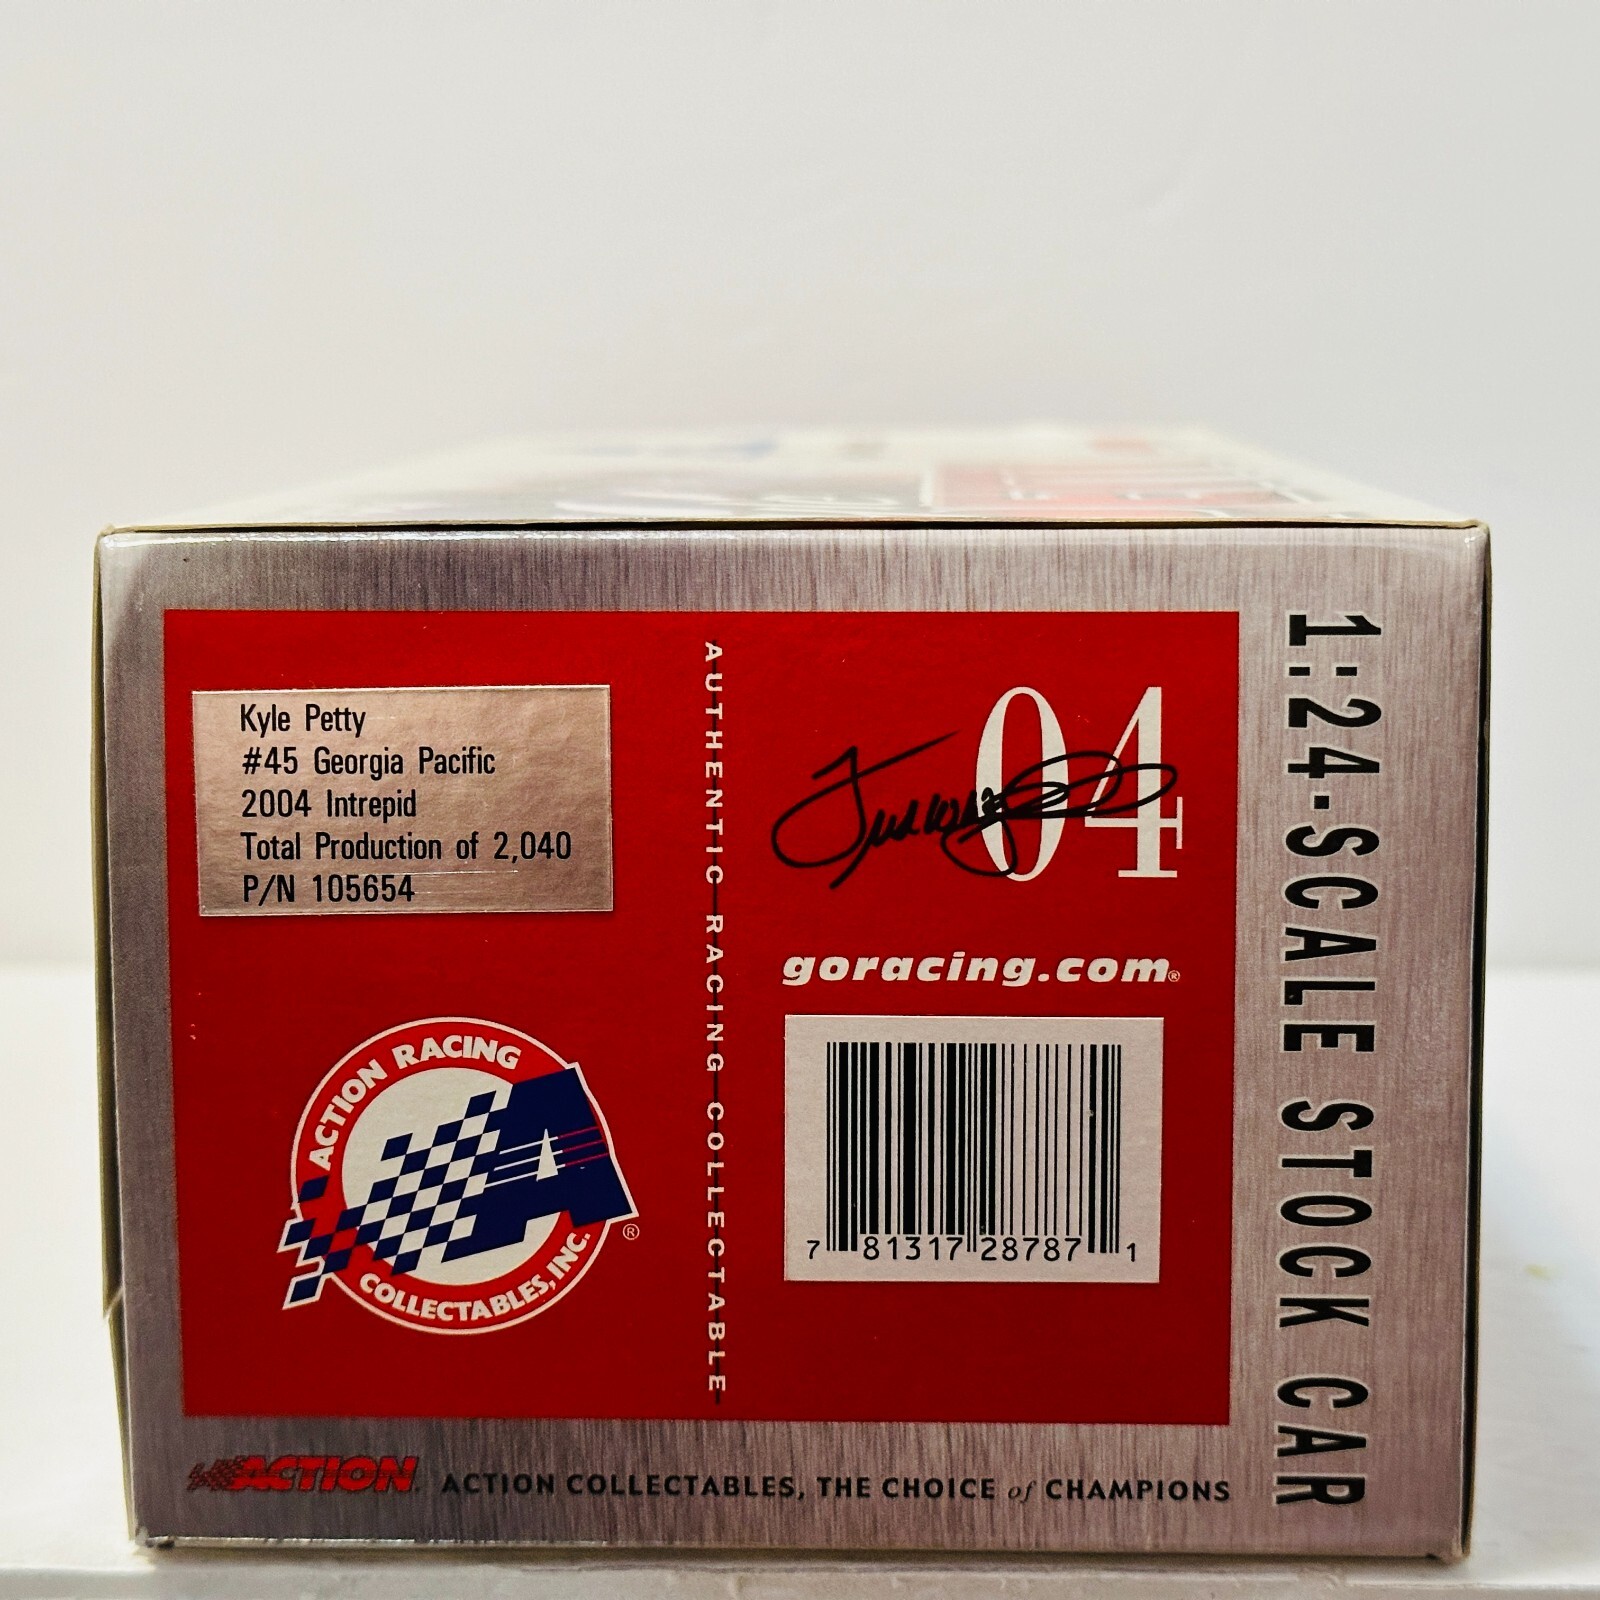 Kyle Petty
#45 Georgia Pacific
2004 Intrepid
Total Production of 2,040
P/N 105654
ACTION RACING
COLLECTABLES, INC.
®
AUTHENTIC RACING COLLECTABLE
04
goracing.com®
7 81317 28787 1
1:24-SCALE STOCK CAR
ACTION
ACTION COLLECTABLES, THE CHOICE of CHAMPIONS